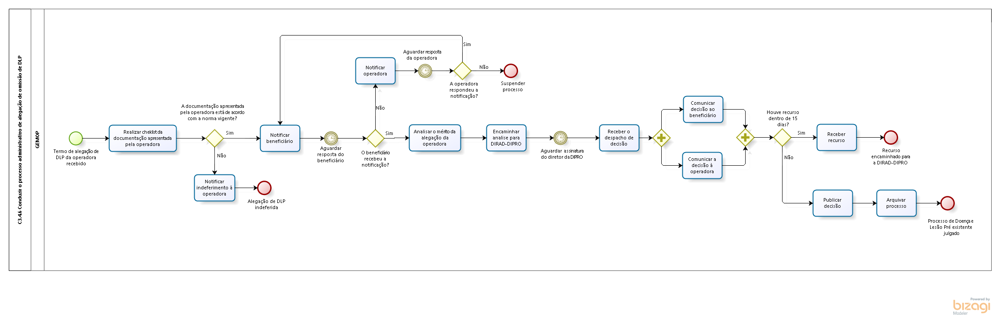 C3.4.6 Conduzir o processo administrativo de alegação de omissão de DLP
GEMOP
Termo de alegação de
DLP da operadora
recebido
Realizar cheklist da
documentação apresentada
pela operadora
A documentação apresentada
pela operadora está de acordo
com a norma vigente?
Sim
Não
Notificar
indeferimento à
operadora
Alegação de DLP
indeferida
Notificar
beneficiário
Aguardar
resposta do
beneficiário
O beneficiário
recebeu a
notificação?
Não
Sim
Notificar
operadora
Aguardar resposta
da operadora
Sim
Não
A operadora
respondeu a
notificação?
Suspender
processo
Analisar o mérito da
alegação da
operadora
Encaminhar
analise para
DIRAD-DIPRO
Aguardar assinatura
do diretor da DIPRO
Receber o
despacho de
decisão
Comunicar
decisão ao
beneficiário
Comunicar a
decisão à
operadora
Houve recurso
dentro de 15
dias?
Sim
Não
Receber
recurso
Recurso
encaminhado para
a DIRAD-DIPRO
Publicar
decisão
Arquivar
processo
Processo de Doença e
Lesão Pré existente
julgado
Powered by
bizagi
Modeler